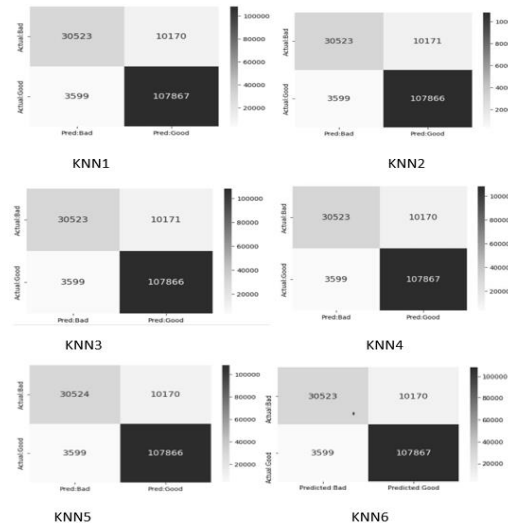 Actual:Bad
30523 10170
Actual:Good
3599 107867
Pred:Bad Pred:Good
100000
80000
60000
40000
20000
KNN1
Actual:Bad
30523 10171
Actual:Good
3599 107866
Pred:Bad Pred:Good
KNN2
Actual:Bad
30523 10171
Actual:Good
3599 107866
Pred:Bad Pred:Good
100000
80000
60000
40000
20000
KNN3
Actual:Bad
30523 10170
Actual:Good
3599 107867
Pred:Bad Pred:Good
100000
80000
60000
40000
20000
KNN4
Actual:Bad
30524 10170
Actual:Good
3599 107866
Pred:Bad Pred:Good
100000
80000
60000
40000
20000
KNN5
Actual:Bad
30523 10170
Actual:Good
3599 107867
Predicted:Bad Predicted:Good
100000
80000
60000
40000
20000
KNN6